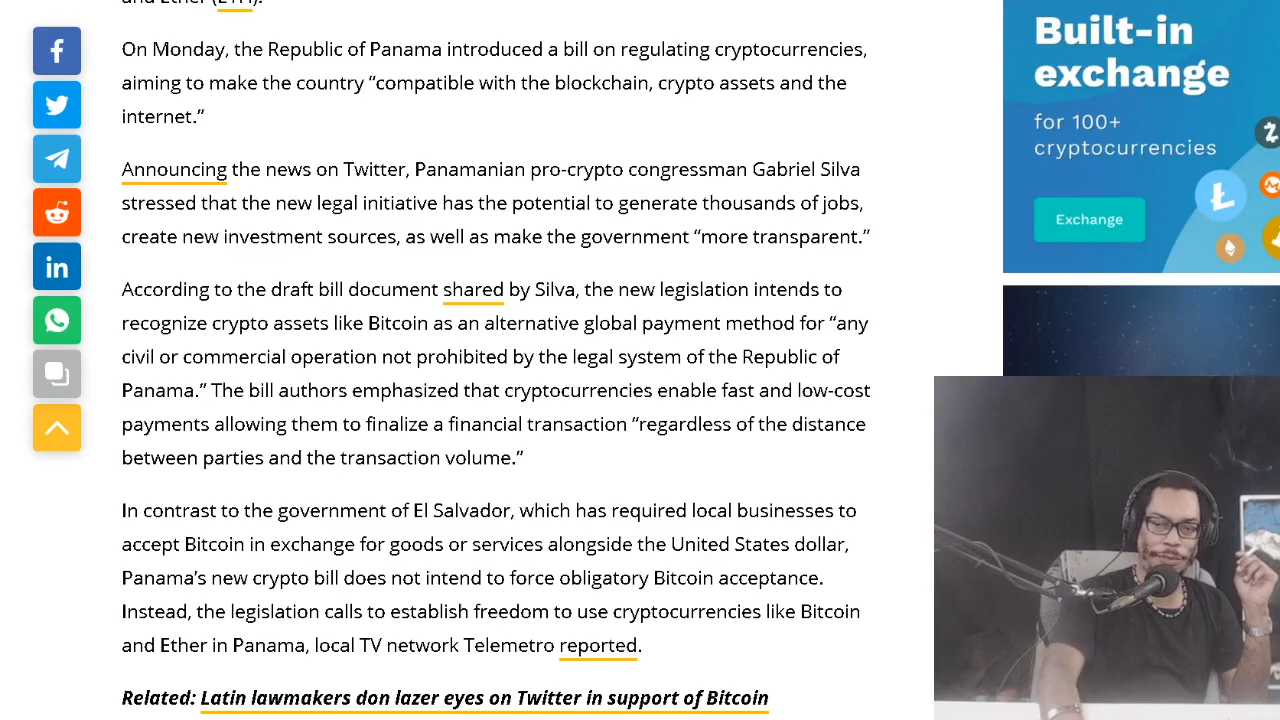 and Ether (ETH).
On Monday, the Republic of Panama introduced a bill on regulating cryptocurrencies,
aiming to make the country “compatible with the blockchain, crypto assets and the
internet.”
Announcing the news on Twitter, Panamanian pro-crypto congressman Gabriel Silva
stressed that the new legal initiative has the potential to generate thousands of jobs,
create new investment sources, as well as make the government “more transparent.”
According to the draft bill document shared by Silva, the new legislation intends to
recognize crypto assets like Bitcoin as an alternative global payment method for “any
civil or commercial operation not prohibited by the legal system of the Republic of
Panama.” The bill authors emphasized that cryptocurrencies enable fast and low-cost
payments allowing them to finalize a financial transaction “regardless of the distance
between parties and the transaction volume.”
In contrast to the government of El Salvador, which has required local businesses to
accept Bitcoin in exchange for goods or services alongside the United States dollar,
Panama’s new crypto bill does not intend to force obligatory Bitcoin acceptance.
Instead, the legislation calls to establish freedom to use cryptocurrencies like Bitcoin
and Ether in Panama, local TV network Telemetro reported.
Related: Latin lawmakers don lazer eyes on Twitter in support of Bitcoin
Built-in
exchange
for 100+
cryptocurrencies
Exchange